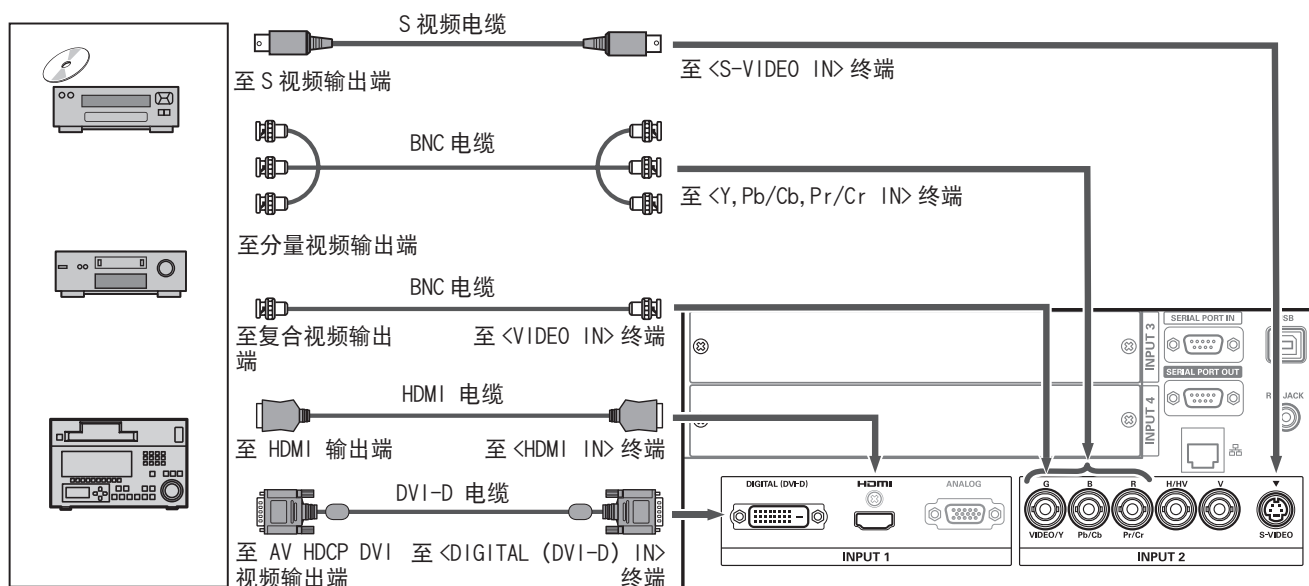 S 视频电缆
至 S 视频输出端
至 <S-VIDEO IN> 终端
BNC 电缆
至 <Y,Pb/Cb,Pr/Cr IN> 终端
至分量视频输出端
BNC 电缆
至复合视频输出
端
至 <VIDEO IN> 终端
HDMI 电缆
至 HDMI 输出端
至 <HDMI IN> 终端
DVI-D 电缆
至 AV HDCP DVI
视频输出端
至 <DIGITAL (DVI-D) IN>
终端
INPUT 3
SERIAL PORT IN
SB
SERIAL PORT OUT
INPUT 4
R
JACK
DIGITAL (DVI-D)
HDMI
ANALOG
INPUT 1
G
B
R
H/HV
V
VIDEO/Y
Pb/Cb
Pr/Cr
S-VIDEO
INPUT 2